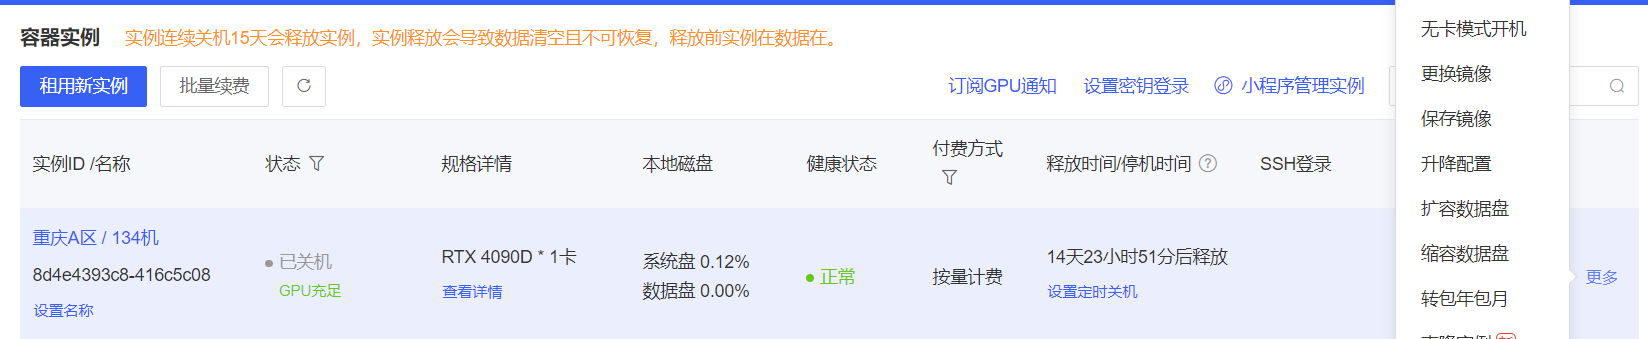 容器实例 实例连续关机15天会释放实例，实例释放会导致数据清空且不可恢复，释放前实例在数据在。
租用新实例 批量续费 订阅GPU通知 设置密钥登录 小程序管理实例
实例ID /名称 状态 规格详情 本地磁盘 健康状态 付费方式 释放时间/停机时间 SSH登录
重庆A区 / 134机
8d4e4393c8-416c5c08
设置名称
已关机
GPU充足
RTX 4090D * 1卡
查看详情
系统盘 0.12%
数据盘 0.00%
正常
按量计费
14天23小时51分后释放
设置定时关机
更多
无卡模式开机
更换镜像
保存镜像
升降配置
扩容数据盘
缩容数据盘
转包年包月